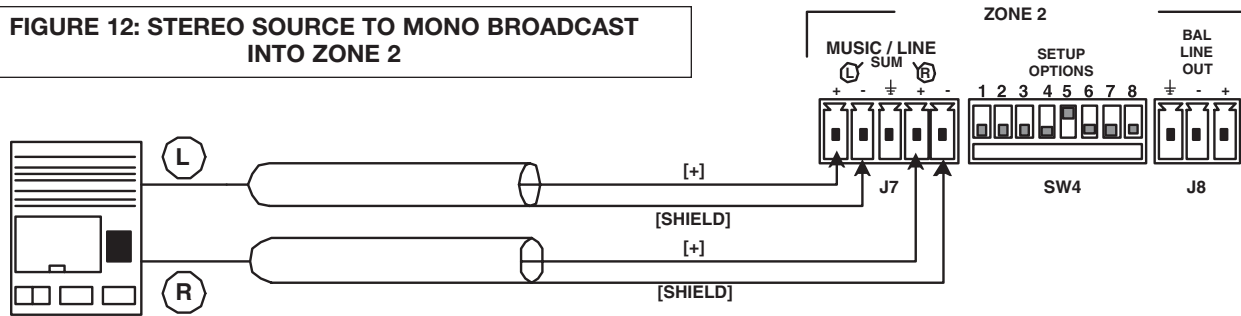 FIGURE 12: STEREO SOURCE TO MONO BROADCAST
INTO ZONE 2
ZONE 2
MUSIC / LINE
SUM
L R
+ - ⏚ + -
SETUP
OPTIONS
1 2 3 4 5 6 7 8
BAL
LINE
OUT
⏚ - +
J7
SW4
J8
L
[+]
[SHIELD]
[+]
R
[SHIELD]